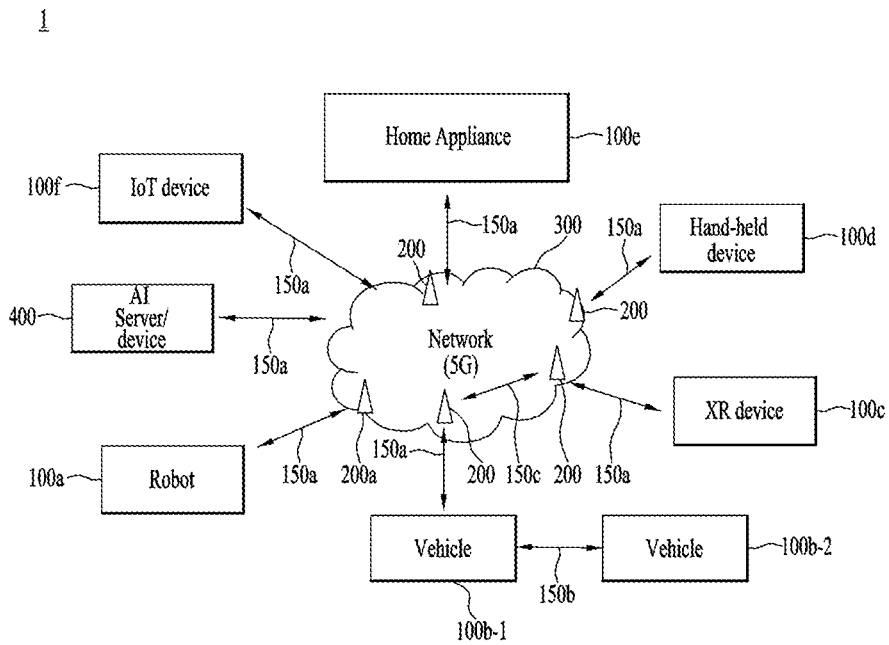 1
Home Appliance
100e
IoT device
100f
150a
200
300
150a
Hand-held
device
100d
150a
AI
Server/
device
400
200
Network
(5G)
150a
XR device
100c
Robot
100a
150a
200a
150a
200
150c
200
150a
Vehicle
100b-1
150b
Vehicle
100b-2